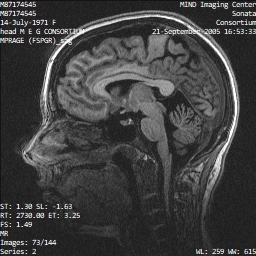 M87174545
MIND Imaging Center
M87174545
Sonata
14-July-1971 F
Consortium
head M E G CONSORTIUM
21-September-2005 16:53:33
MPRAGE (FSPGR)_sag
ST: 1.30 SL: -1.63
RT: 2730.00 ET: 3.25
FS: 1.49
MR
Images: 73/144
Series: 2
WL: 259 WW: 615